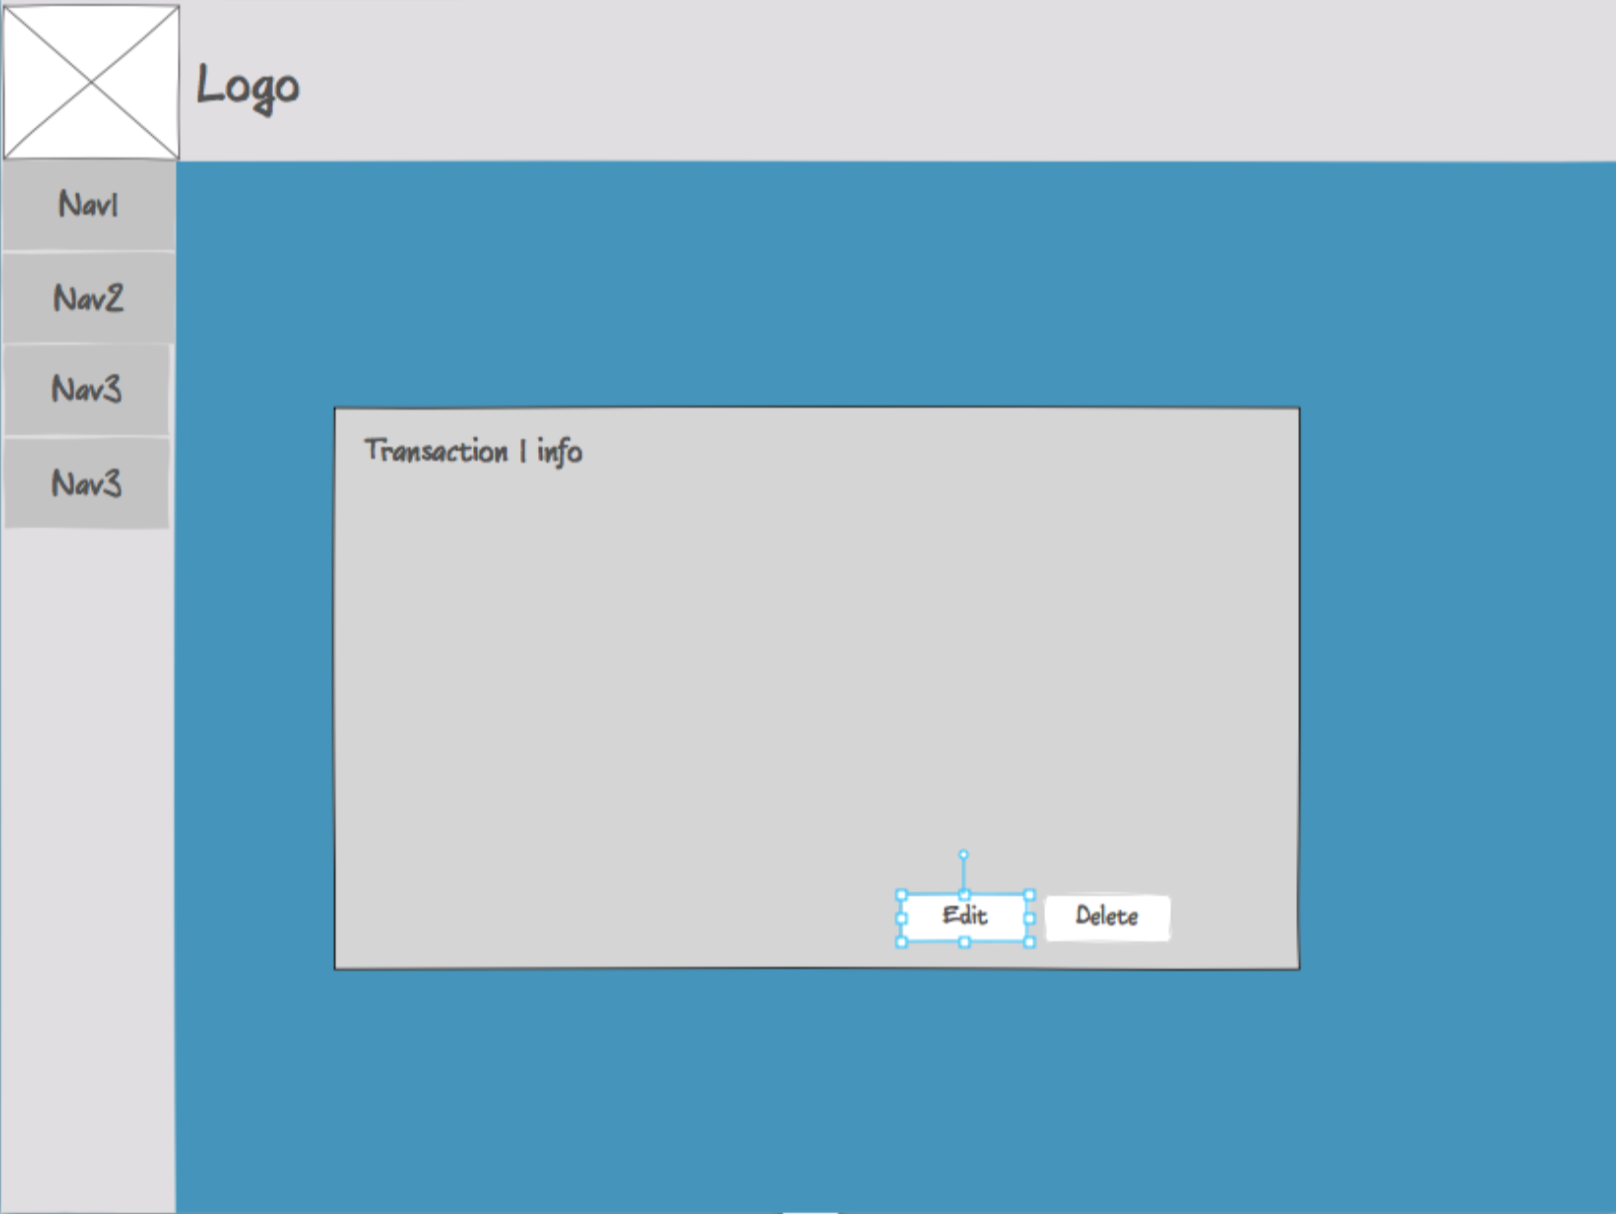 Logo
Nav1
Nav2
Nav3
Nav3
Transaction 1 info
Edit
Delete